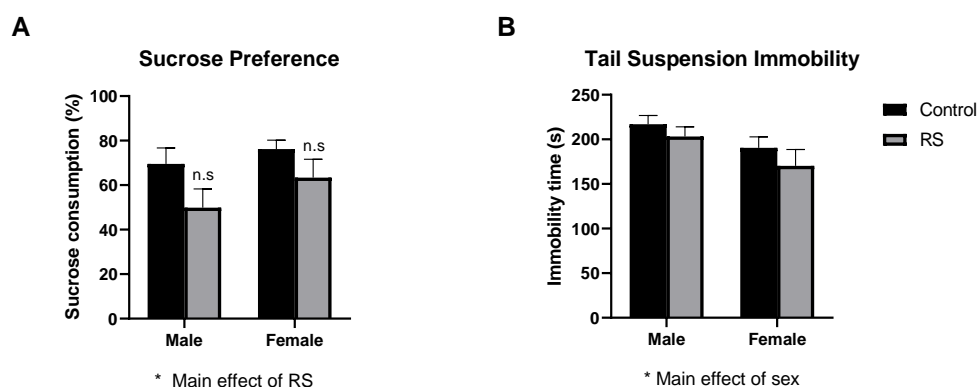 A
Sucrose Preference
Sucrose consumption (%)
100
80
60
40
20
0
n.s
n.s
Male
Female
* Main effect of RS
B
Tail Suspension Immobility
Immobility time (s)
250
200
150
100
50
0
Male
Female
* Main effect of sex
Control
RS